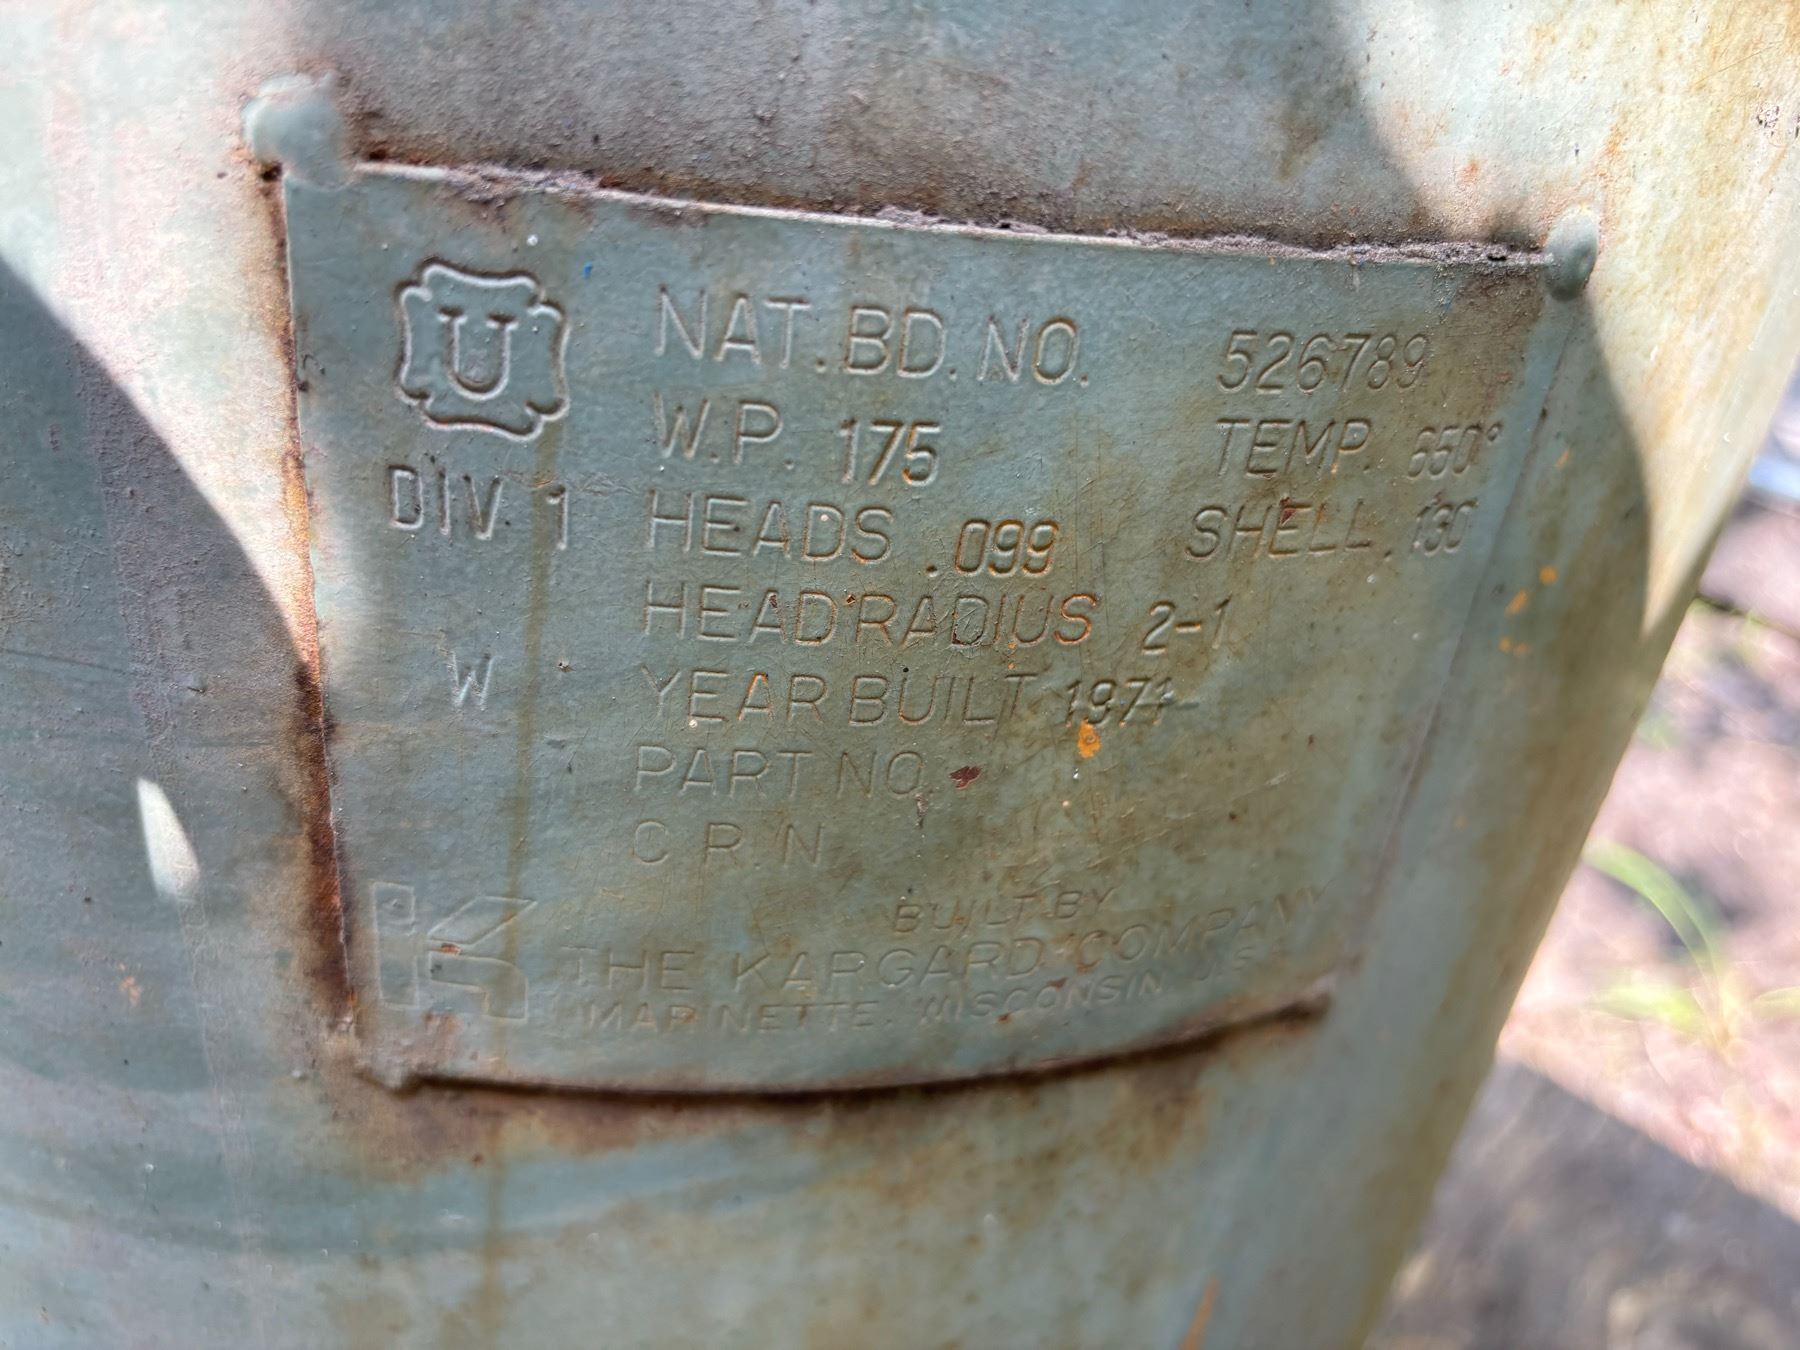 U NAT. BD. NO. 526789
W.P. 175 TEMP. 650°
DIV 1 HEADS .099 SHELL .130
HEAD RADIUS 2-1
W YEAR BUILT 1971
PART NO.
C R N
BUILT BY
K THE KARGARD COMPANY
MARINETTE, WISCONSIN U.S.A.